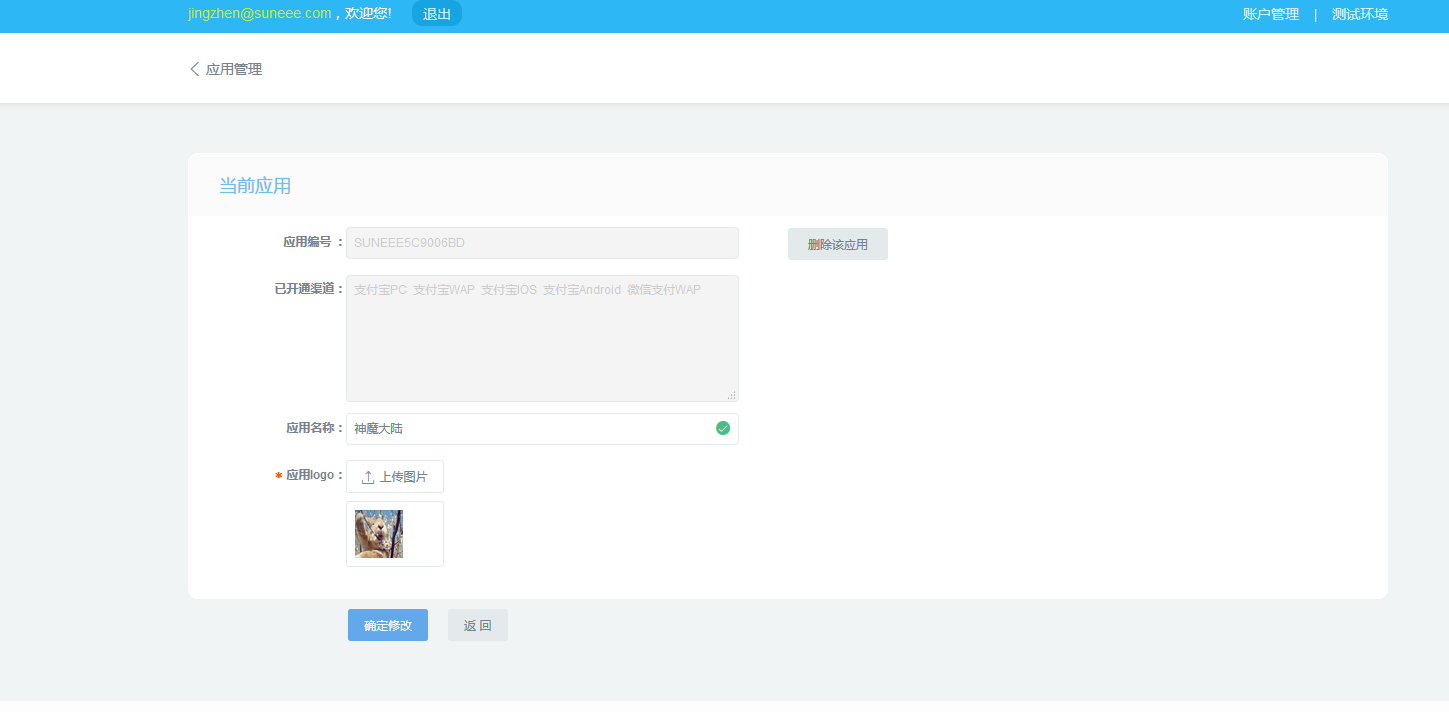 jingzhen@suneee.com，欢迎您! 退出 账户管理 | 测试环境
应用管理
当前应用
应用编号 ： SUNEEE5C9006BD 删除该应用
已开通渠道： 支付宝PC 支付宝WAP 支付宝IOS 支付宝Android 微信支付WAP
应用名称： 神魔大陆
* 应用logo： 上传图片
确定修改 返 回